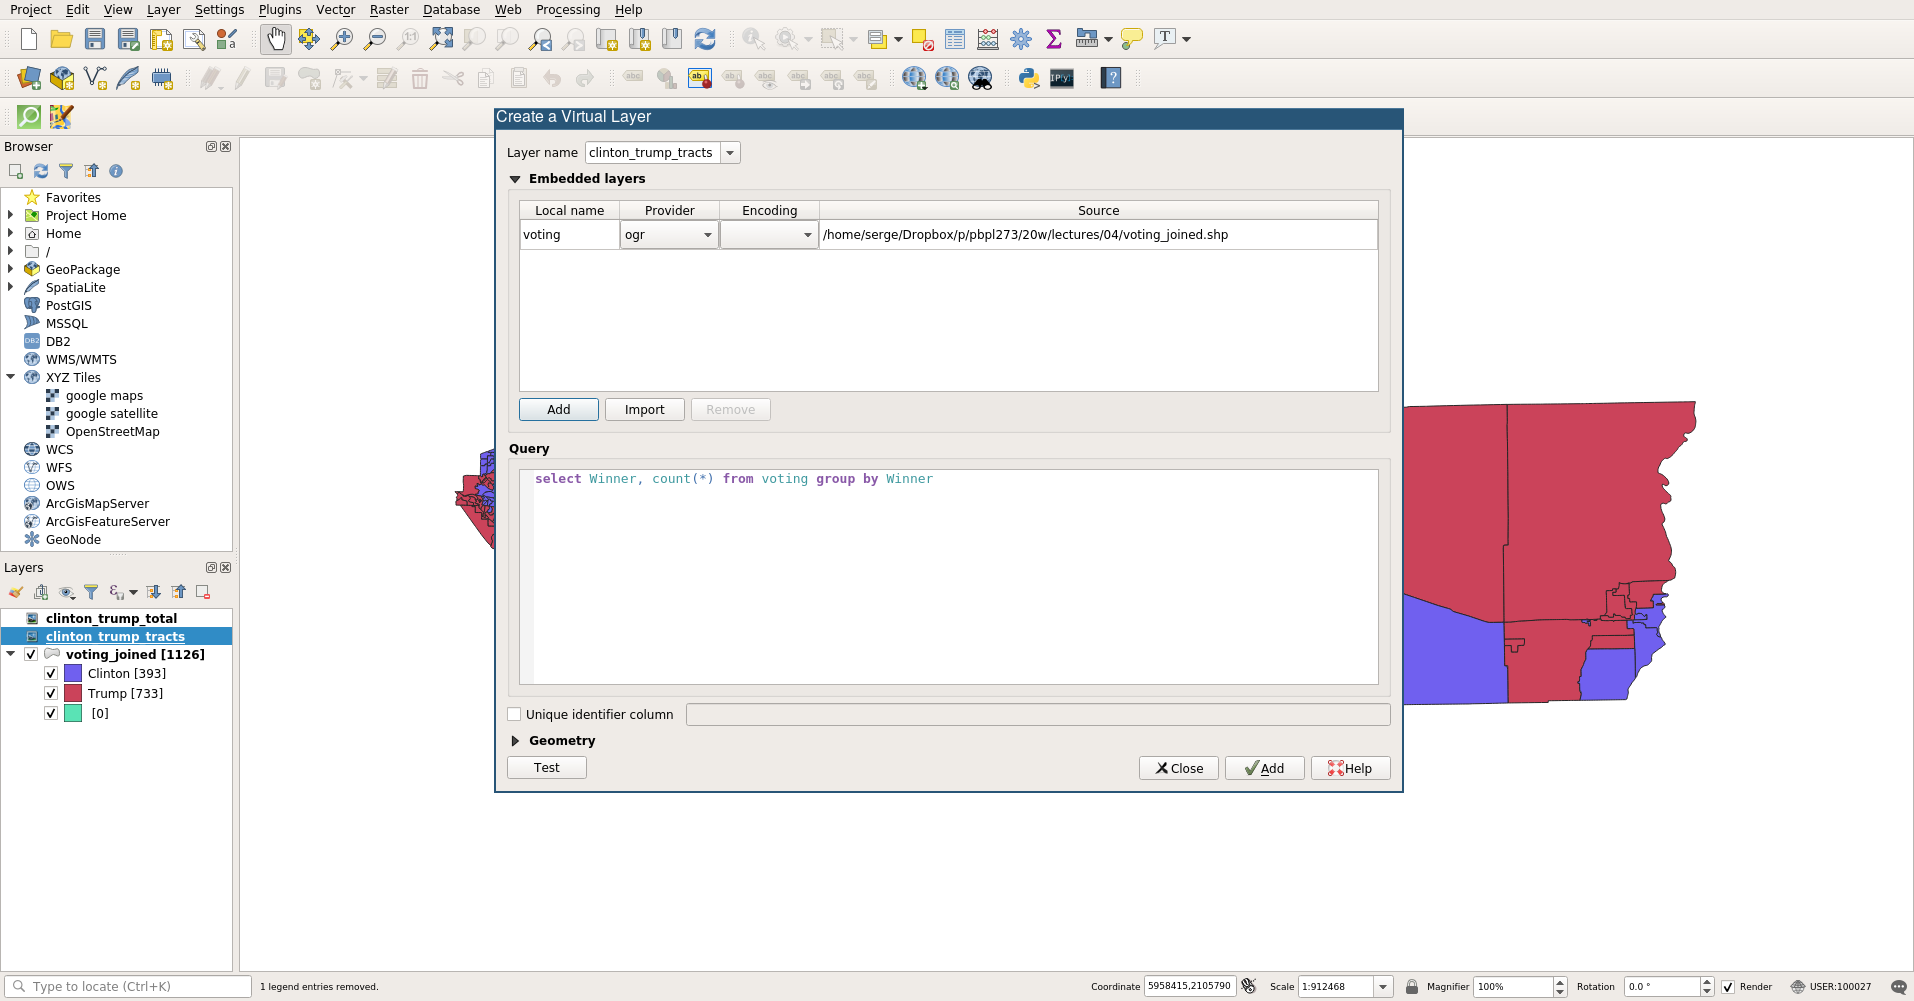 Project Edit View Layer Settings Plugins Vector Raster Database Web Processing Help
Browser
Favorites
Project Home
Home
/
GeoPackage
SpatiaLite
PostGIS
MSSQL
DB2
WMS/WMTS
XYZ Tiles
google maps
google satellite
OpenStreetMap
WCS
WFS
OWS
ArcGisMapServer
ArcGisFeatureServer
GeoNode
Layers
clinton_trump_total
clinton_trump_tracts
voting_joined [1126]
Clinton [393]
Trump [733]
[0]
Create a Virtual Layer
Layer name clinton_trump_tracts
Embedded layers
Local name Provider Encoding Source
voting ogr /home/serge/Dropbox/p/pbpl273/20w/lectures/04/voting_joined.shp
Add Import Remove
Query
select Winner, count(*) from voting group by Winner
Unique identifier column
Geometry
Test Close Add Help
Type to locate (Ctrl+K) 1 legend entries removed. Coordinate 5958415,2105790 Scale 1:912468 Magnifier 100% Rotation 0.0 ° Render USER:100027